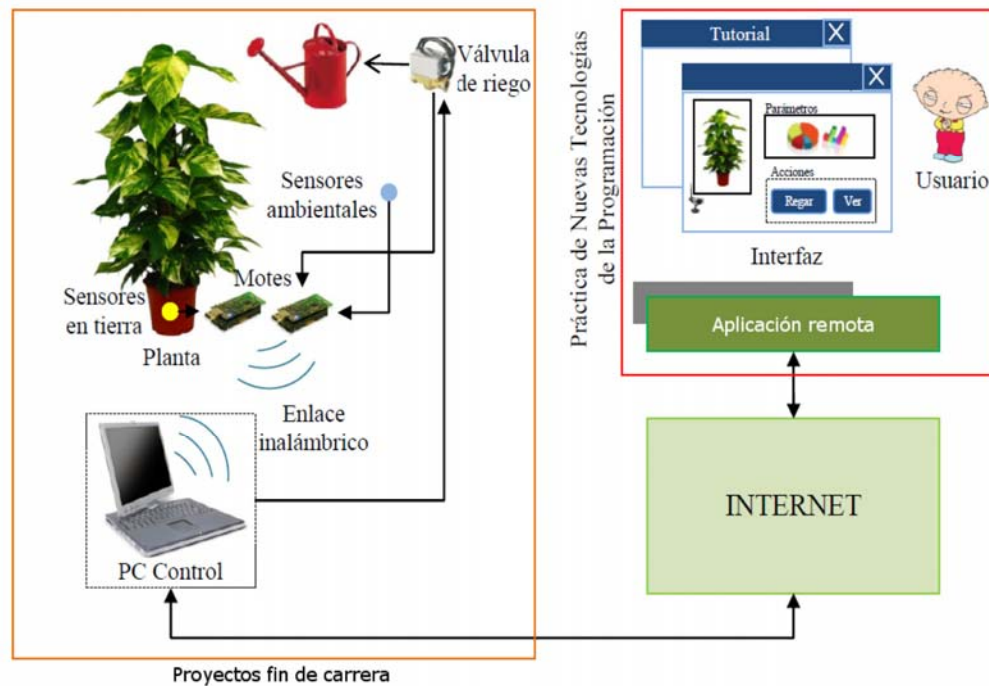 Válvula
de riego
Sensores
ambientales
Motes
Sensores
en tierra
Planta
Enlace
inalámbrico
PC Control
Proyectos fin de carrera
Práctica de Nuevas Tecnologías
de la Programación
Tutorial
X
X
Parámetros
Acciones
Regar
Ver
Usuario
Interfaz
Aplicación remota
INTERNET